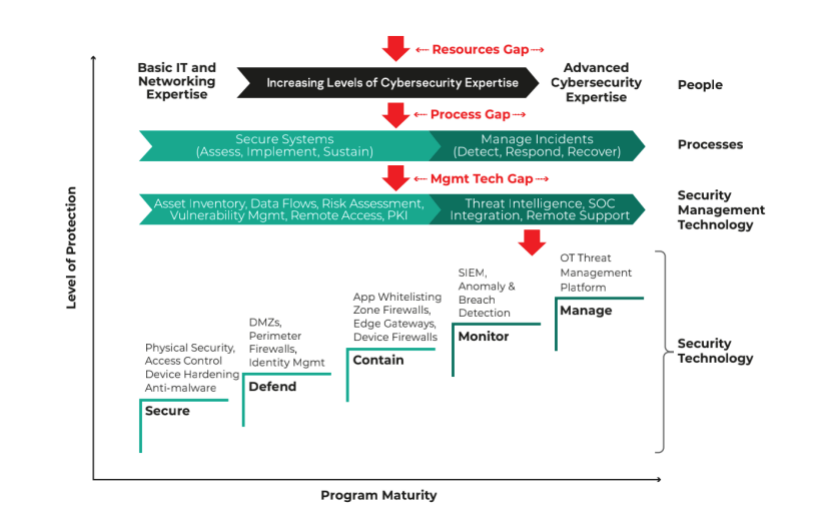 ← Resources Gap →
Basic IT and
Networking
Expertise
Increasing Levels of Cybersecurity Expertise
Advanced
Cybersecurity
Expertise
People
← Process Gap →
Secure Systems
(Assess, Implement, Sustain)
Manage Incidents
(Detect, Respond, Recover)
Processes
← Mgmt Tech Gap →
Asset Inventory, Data Flows, Risk Assessment,
Vulnerability Mgmt, Remote Access, PKI
Threat Intelligence, SOC
Integration, Remote Support
Security
Management
Technology
Level of Protection
Physical Security,
Access Control
Device Hardening
Anti-malware
Secure
DMZs,
Perimeter
Firewalls,
Identity Mgmt
Defend
App Whitelisting
Zone Firewalls,
Edge Gateways,
Device Firewalls
Contain
SIEM,
Anomaly &
Breach
Detection
Monitor
OT Threat
Management
Platform
Manage
Security
Technology
Program Maturity